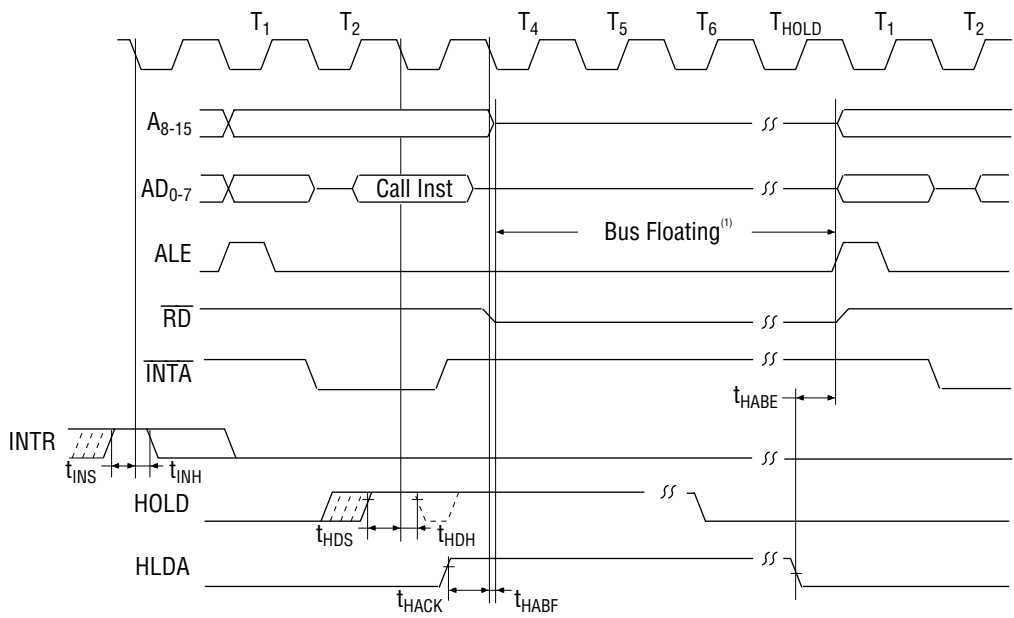 T1 T2 T4 T5 T6 THOLD T1 T2
A8-15
AD0-7 Call Inst
Bus Floating(1)
ALE
RD
INTA
tHABE
INTR
tINS tINH
HOLD
tHDS tHDH
HLDA
tHACK tHABF